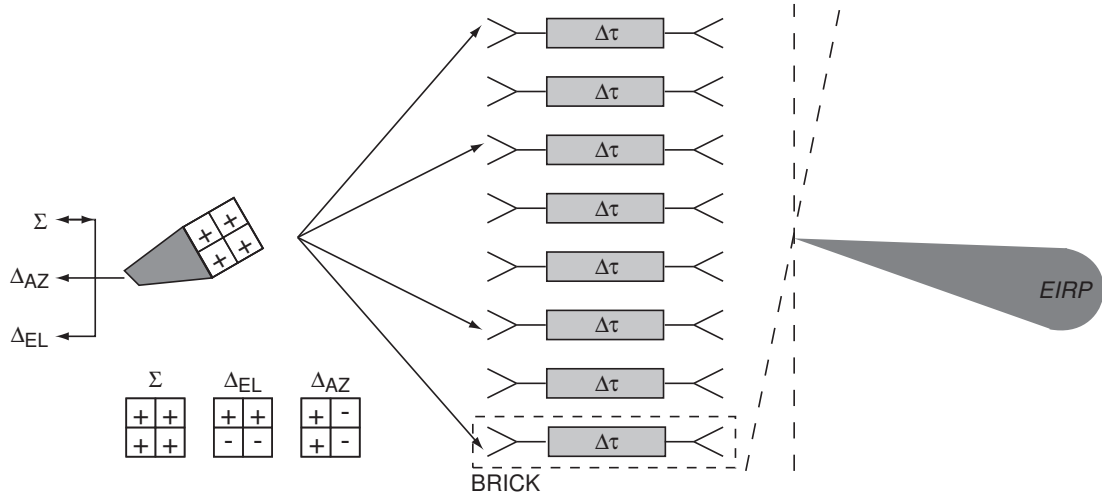 Δτ
Δτ
Δτ
Δτ
Δτ
Δτ
Δτ
Δτ
BRICK
Σ
Δ_AZ
Δ_EL
+ +
+ +
Σ Δ_EL Δ_AZ
+ + + + + -
+ + - - + -
EIRP